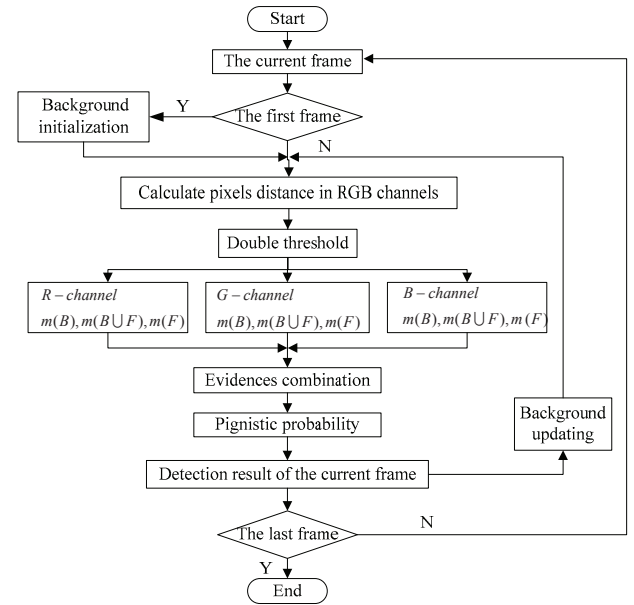 Start
The current frame
The first frame
Y
Background
initialization
N
Calculate pixels distance in RGB channels
Double threshold
R − channel
m(B), m(B∪F), m(F)
G − channel
m(B), m(B∪F), m(F)
B − channel
m(B), m(B∪F), m(F)
Evidences combination
Pignistic probability
Background
updating
Detection result of the current frame
The last frame
N
Y
End